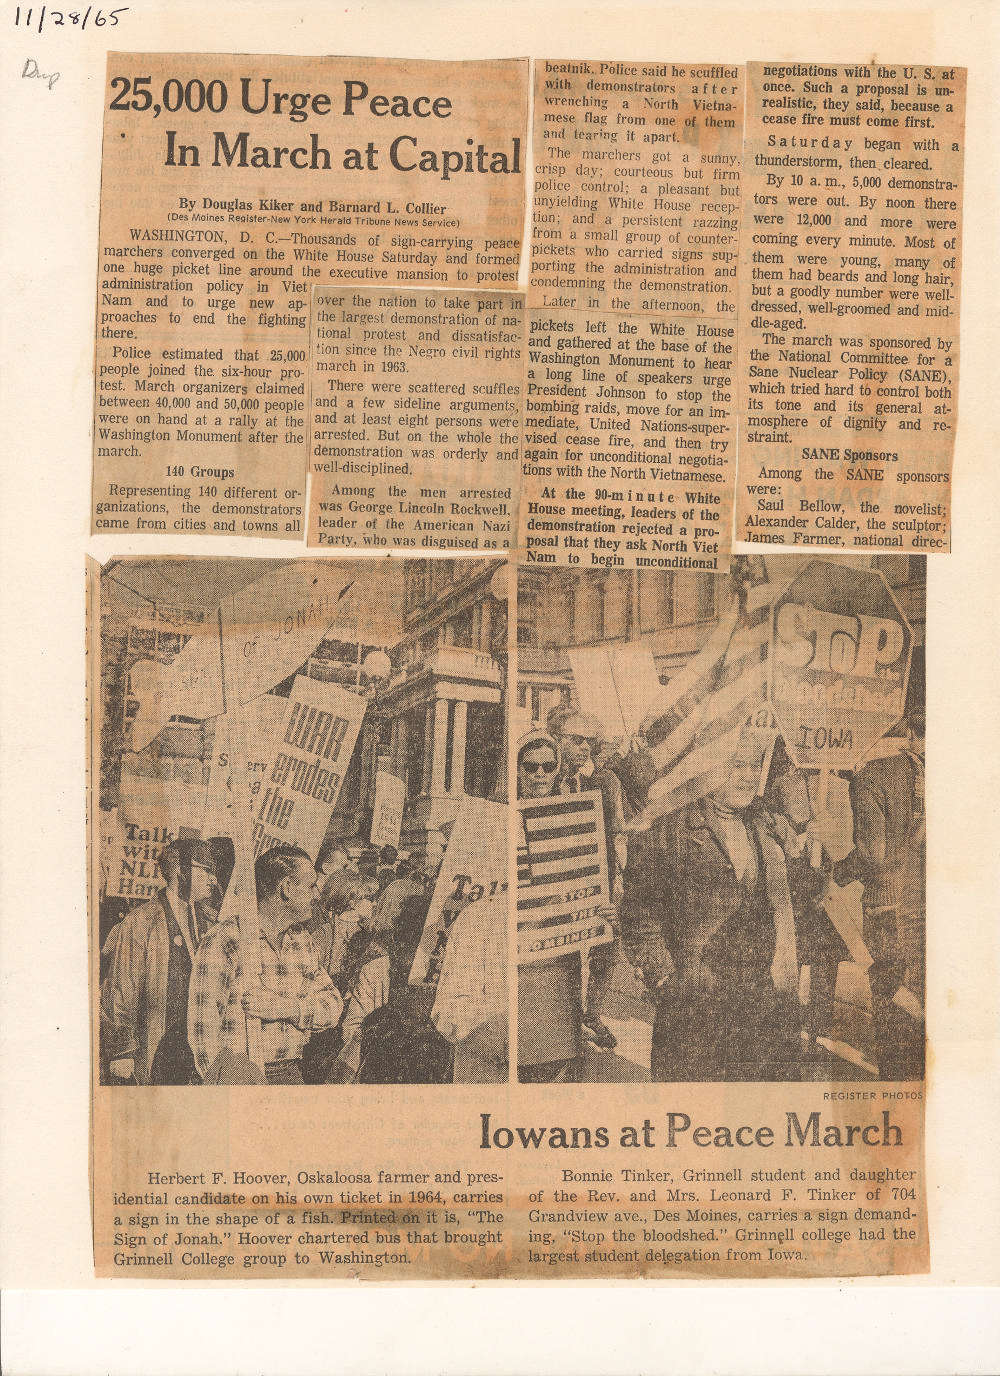 11/28/65
Dup
25,000 Urge Peace
In March at Capital
By Douglas Kiker and Barnard L. Collier
(Des Moines Register-New York Herald Tribune News Service)
WASHINGTON, D. C.—Thousands of sign-carrying peace
marchers converged on the White House Saturday and formed
one huge picket line around the executive mansion to protest
administration policy in Viet
Nam and to urge new ap-
proaches to end the fighting
there.
Police estimated that 25,000
people joined the six-hour pro-
test. March organizers claimed
between 40,000 and 50,000 people
were on hand at a rally at the
Washington Monument after the
march.
140 Groups
Representing 140 different or-
ganizations, the demonstrators
came from cities and towns all
over the nation to take part in
the largest demonstration of na-
tional protest and dissatisfac-
tion since the Negro civil rights
march in 1963.
There were scattered scuffles
and a few sideline arguments,
and at least eight persons were
arrested. But on the whole the
demonstration was orderly and
well-disciplined.
Among the men arrested
was George Lincoln Rockwell,
leader of the American Nazi
Party, who was disguised as a
beatnik. Police said he scuffled
with demonstrators after
wrenching a North Vietna-
mese flag from one of them
and tearing it apart.
The marchers got a sunny,
crisp day; courteous but firm
police control; a pleasant but
unyielding White House recep-
tion; and a persistent razzing
from a small group of counter-
pickets who carried signs sup-
porting the administration and
condemning the demonstration.
Later in the afternoon, the
pickets left the White House
and gathered at the base of the
Washington Monument to hear
a long line of speakers urge
President Johnson to stop the
bombing raids, move for an im-
mediate, United Nations-super-
vised cease fire, and then try
again for unconditional negotia-
tions with the North Vietnamese.
At the 90-minute White
House meeting, leaders of the
demonstration rejected a pro-
posal that they ask North Viet
Nam to begin unconditional
negotiations with the U. S. at
once. Such a proposal is un-
realistic, they said, because a
cease fire must come first.
Saturday began with a
thunderstorm, then cleared.
By 10 a. m., 5,000 demonstra-
tors were out. By noon there
were 12,000 and more were
coming every minute. Most of
them were young, many of
them had beards and long hair,
but a goodly number were well-
dressed, well-groomed and mid-
dle-aged.
The march was sponsored by
the National Committee for a
Sane Nuclear Policy (SANE),
which tried hard to control both
its tone and its general at-
mosphere of dignity and re-
straint.
SANE Sponsors
Among the SANE sponsors
were:
Saul Bellow, the novelist;
Alexander Calder, the sculptor;
James Farmer, national direc-
OF JONAH
WAR
erodes
the
Talk
wit
NLF
Han
Tal
STOP
IOWA
STOP
THE
OMBINGS
REGISTER PHOTOS
Iowans at Peace March
Herbert F. Hoover, Oskaloosa farmer and pres-
idential candidate on his own ticket in 1964, carries
a sign in the shape of a fish. Printed on it is, "The
Sign of Jonah." Hoover chartered bus that brought
Grinnell College group to Washington.
Bonnie Tinker, Grinnell student and daughter
of the Rev. and Mrs. Leonard F. Tinker of 704
Grandview ave., Des Moines, carries a sign demand-
ing, "Stop the bloodshed." Grinnell college had the
largest student delegation from Iowa.